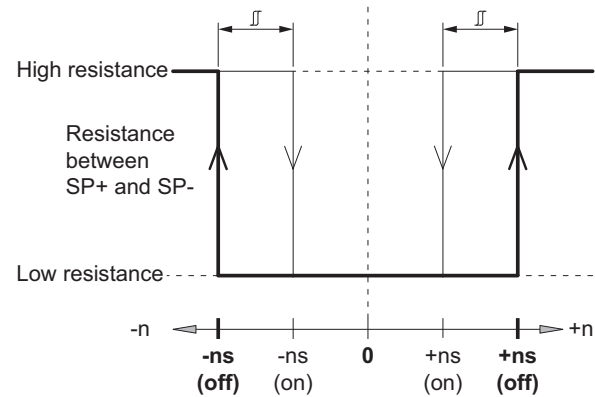 High resistance
Resistance
between
SP+ and SP-
Low resistance
-n
+n
-ns
(off)
-ns
(on)
0
+ns
(on)
+ns
(off)